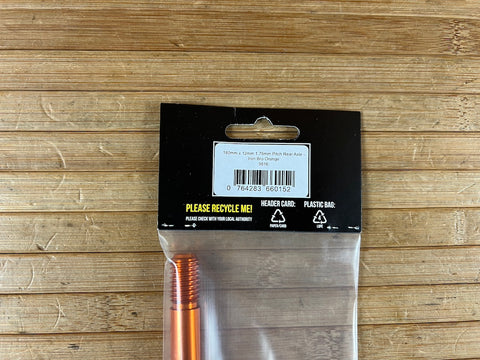 192mm x 12mm 1.75mm Pitch Rear Axle -
Iron Bro Orange
0 764283 660152
PLEASE RECYCLE ME!
PLEASE CHECK WITH YOUR LOCAL AUTHORITY
HEADER CARD:
PAPER/CARD
PLASTIC BAG:
LDPE